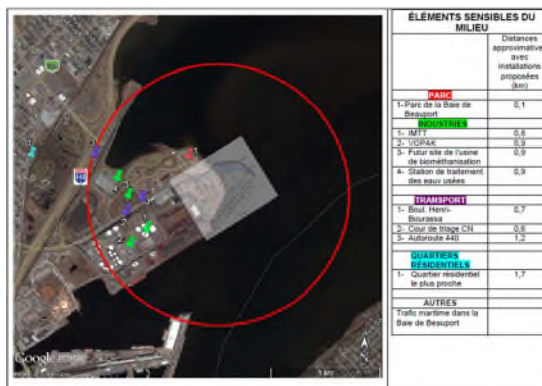 ÉLÉMENTS SENSIBLES DU
MILIEU
Distances
approximatives
avec
installations
proposées
(km)
PARC
1- Parc de la Baie de
Beauport
0,1
INDUSTRIES
1- IMTT 0,6
2- VOPAK 0,9
3- Futur site de l'usine
de biométhanisation
0,9
4- Station de traitement
des eaux usées
0,9
TRANSPORT
1- Boul. Henri-
Bourassa
0,7
2- Cour de triage CN
3- Autoroute 440 1,2
QUARTIERS
RÉSIDENTIELS
1- Quartier résidentiel
le plus proche
1,7
AUTRES
Trafic maritime dans la
Baie de Beauport
Google
1 km